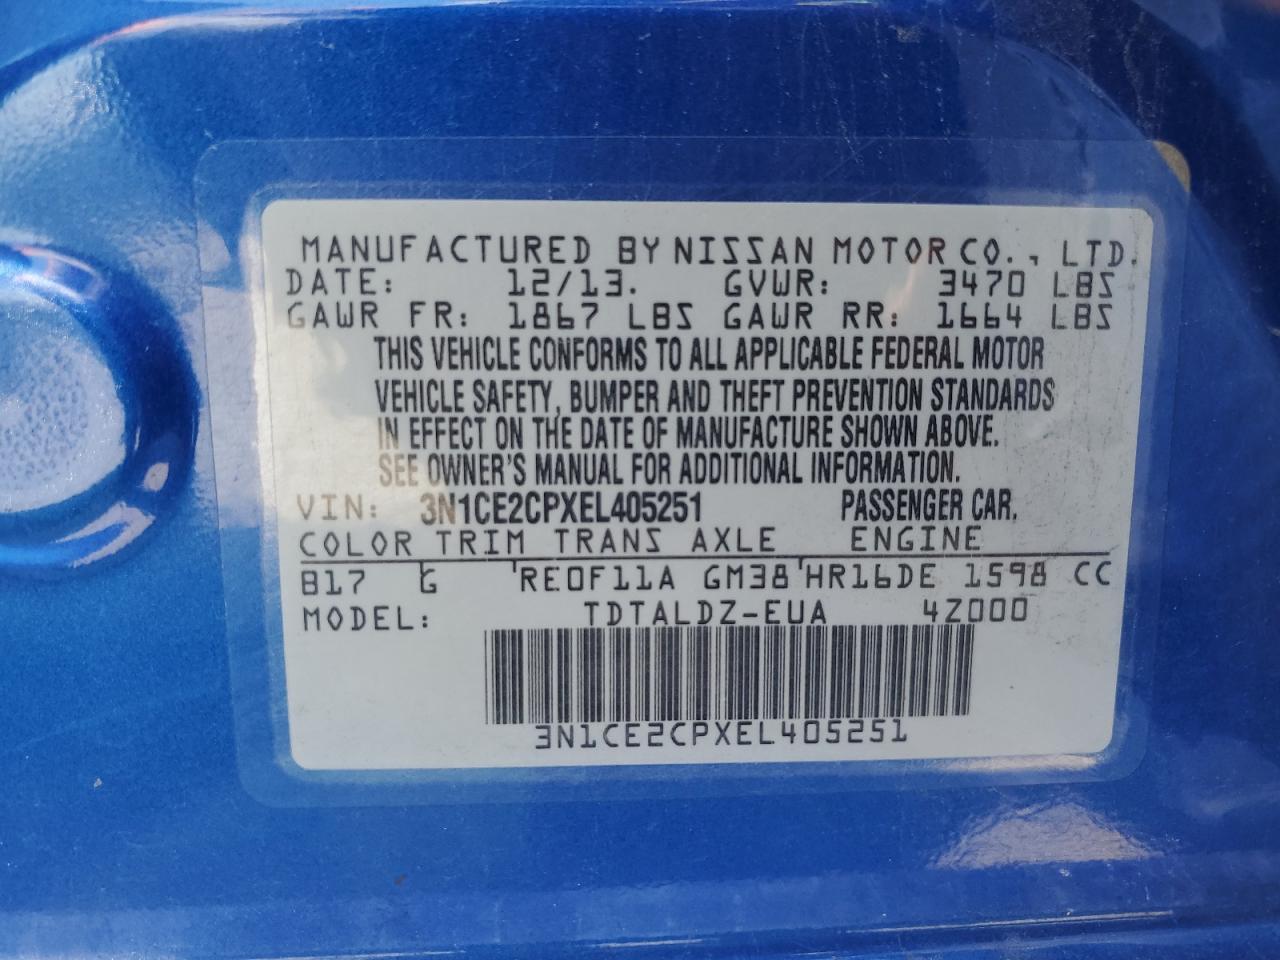 MANUFACTURED BY NISSAN MOTOR CO., LTD.
DATE: 12/13. GVWR: 3470 LBS
GAWR FR: 1867 LBS GAWR RR: 1664 LBS
THIS VEHICLE CONFORMS TO ALL APPLICABLE FEDERAL MOTOR
VEHICLE SAFETY, BUMPER AND THEFT PREVENTION STANDARDS
IN EFFECT ON THE DATE OF MANUFACTURE SHOWN ABOVE.
SEE OWNER'S MANUAL FOR ADDITIONAL INFORMATION.
VIN: 3N1CE2CPXEL405251 PASSENGER CAR.
COLOR TRIM TRANS AXLE ENGINE
B17 G RE0F11A GM38 HR16DE 1598 CC
MODEL: TDTALDZ-EUA 4Z000
3N1CE2CPXEL405251